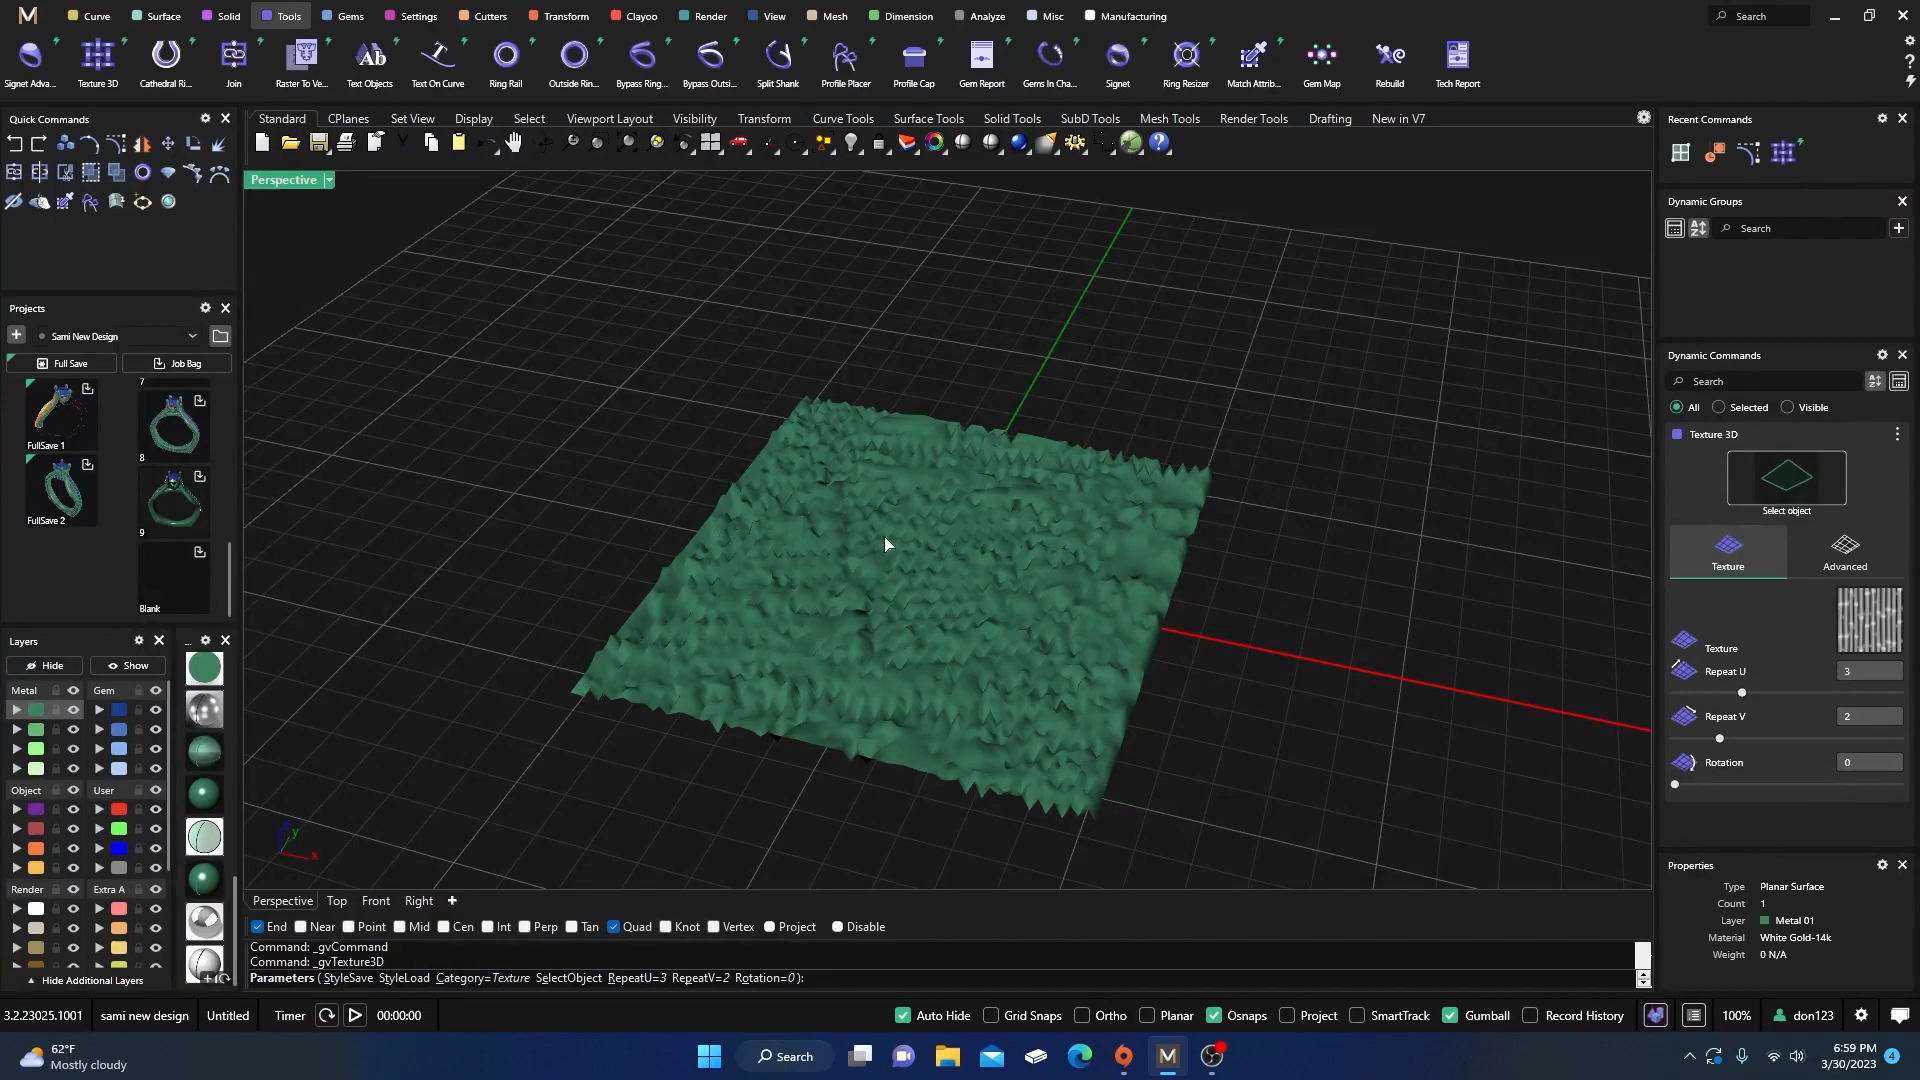 M Curve Surface Solid Tools Gems Settings Cutters Transform Clayoo Render View Mesh Dimension Analyze Misc Manufacturing Search
Signet Adva... Texture 3D Cathedral Ri... Join Raster To Ve... Text Objects Text On Curve Ring Rail Outside Rin... Bypass Ring... Bypass Outsi... Split Shank Profile Placer Profile Cap Gem Report Gems In Cha... Signet Ring Resizer Match Attrib... Gem Map Rebuild Tech Report
Quick Commands
Standard CPlanes Set View Display Select Viewport Layout Visibility Transform Curve Tools Surface Tools Solid Tools SubD Tools Mesh Tools Render Tools Drafting New in V7
Perspective
Projects
Sami New Design
Full Save Job Bag
7
FullSave 1
8
FullSave 2
9
Blank
Layers
Hide Show
Metal Gem
Object User
Render Extra A
Hide Additional Layers
z
y
x
Recent Commands
Dynamic Groups
Search
Dynamic Commands
Search
All Selected Visible
Texture 3D
Select object
Texture Advanced
Texture
Repeat U 3
Repeat V 2
Rotation 0
Properties
Type Planar Surface
Count 1
Layer Metal 01
Material White Gold-14k
Weight 0 N/A
Perspective Top Front Right
End Near Point Mid Cen Int Perp Tan Quad Knot Vertex Project Disable
Command: _gvCommand
Command: _gvTexture3D
Parameters ( StyleSave StyleLoad Category=Texture SelectObject RepeatU=3 RepeatV=2 Rotation=0 ):
3.2.23025.1001 sami new design Untitled Timer 00:00:00 Auto Hide Grid Snaps Ortho Planar Osnaps Project SmartTrack Gumball Record History 100% don123
62°F
Mostly cloudy
Search
M
6:59 PM
3/30/2023
4